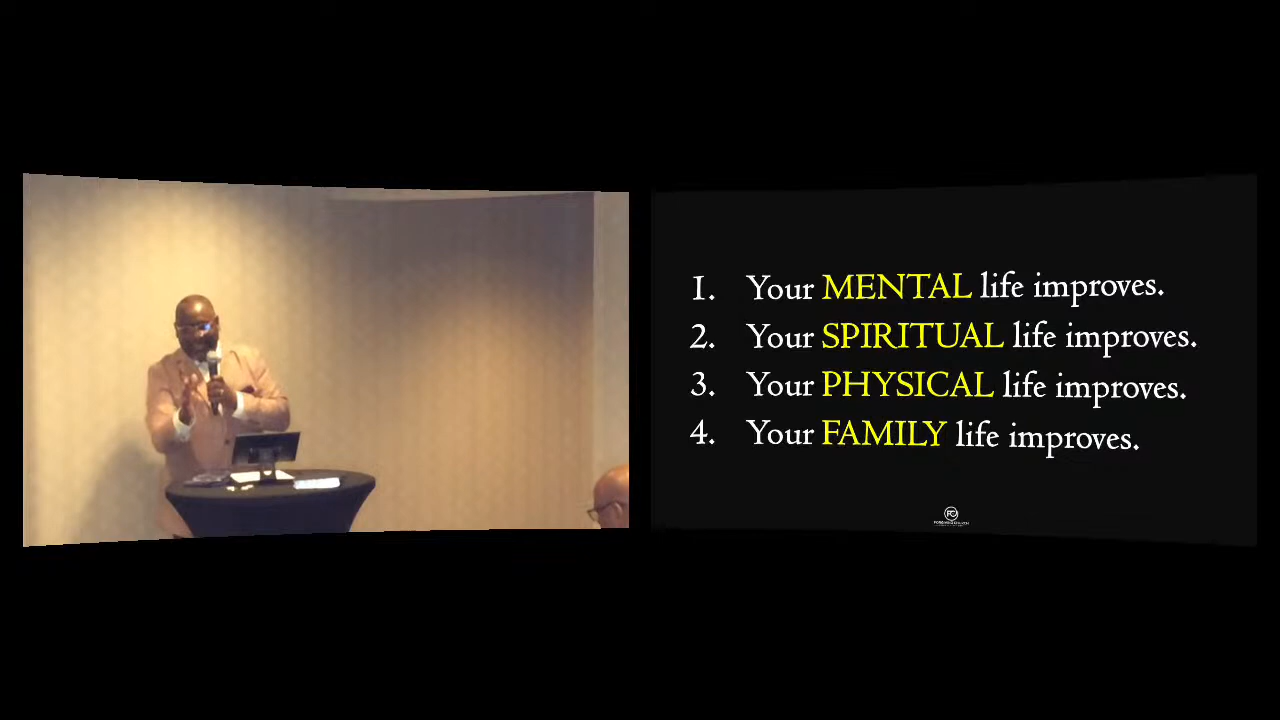 1. Your MENTAL life improves.
2. Your SPIRITUAL life improves.
3. Your PHYSICAL life improves.
4. Your FAMILY life improves.
FC